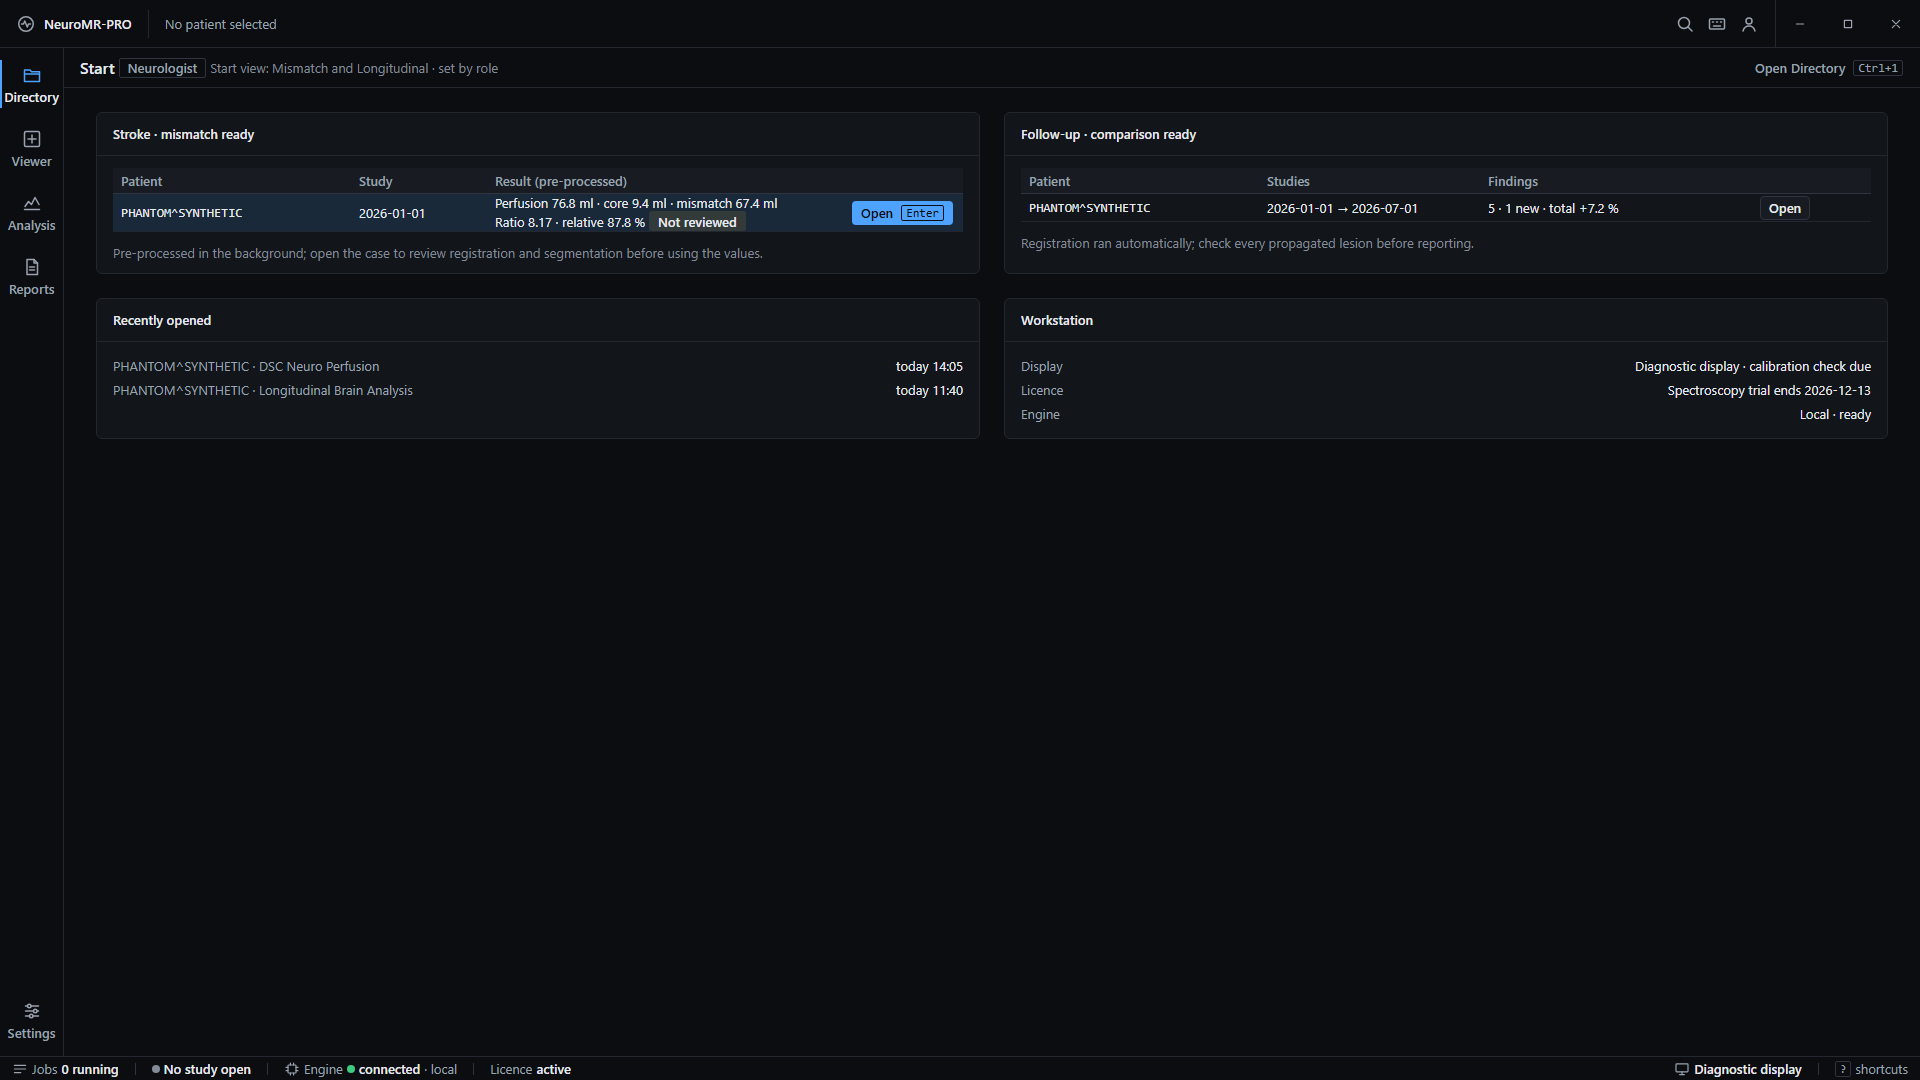 NeuroMR-PRO
No patient selected
Start Neurologist Start view: Mismatch and Longitudinal · set by role
Open Directory Ctrl+1
Directory
Viewer
Analysis
Reports
Settings
Stroke · mismatch ready
Patient Study Result (pre-processed)
PHANTOM^SYNTHETIC 2026-01-01 Perfusion 76.8 ml · core 9.4 ml · mismatch 67.4 ml
Ratio 8.17 · relative 87.8 % Not reviewed
Open Enter
Pre-processed in the background; open the case to review registration and segmentation before using the values.
Follow-up · comparison ready
Patient Studies Findings
PHANTOM^SYNTHETIC 2026-01-01 → 2026-07-01 5 · 1 new · total +7.2 % Open
Registration ran automatically; check every propagated lesion before reporting.
Recently opened
PHANTOM^SYNTHETIC · DSC Neuro Perfusion today 14:05
PHANTOM^SYNTHETIC · Longitudinal Brain Analysis today 11:40
Workstation
Display Diagnostic display · calibration check due
Licence Spectroscopy trial ends 2026-12-13
Engine Local · ready
Jobs 0 running
No study open
Engine connected · local
Licence active
Diagnostic display
? shortcuts